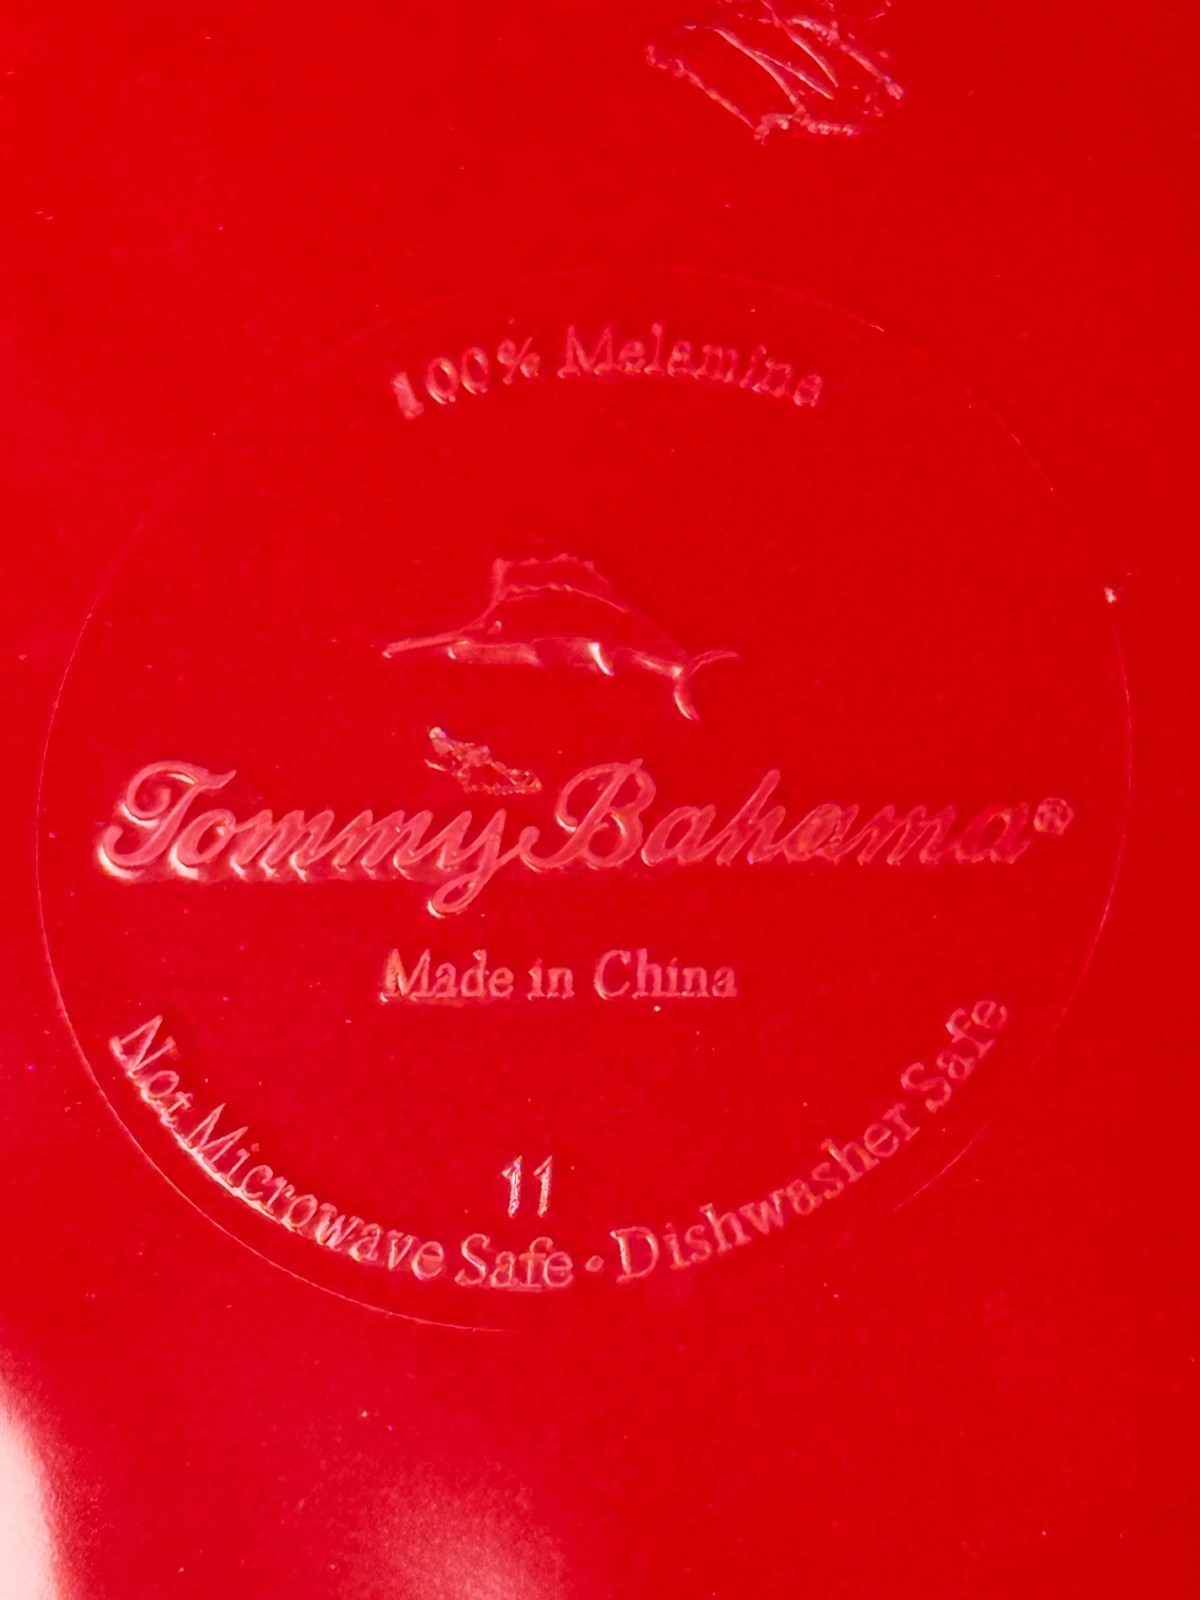 100% Melamine
Tommy Bahama®
Made in China
11
Not Microwave Safe • Dishwasher Safe